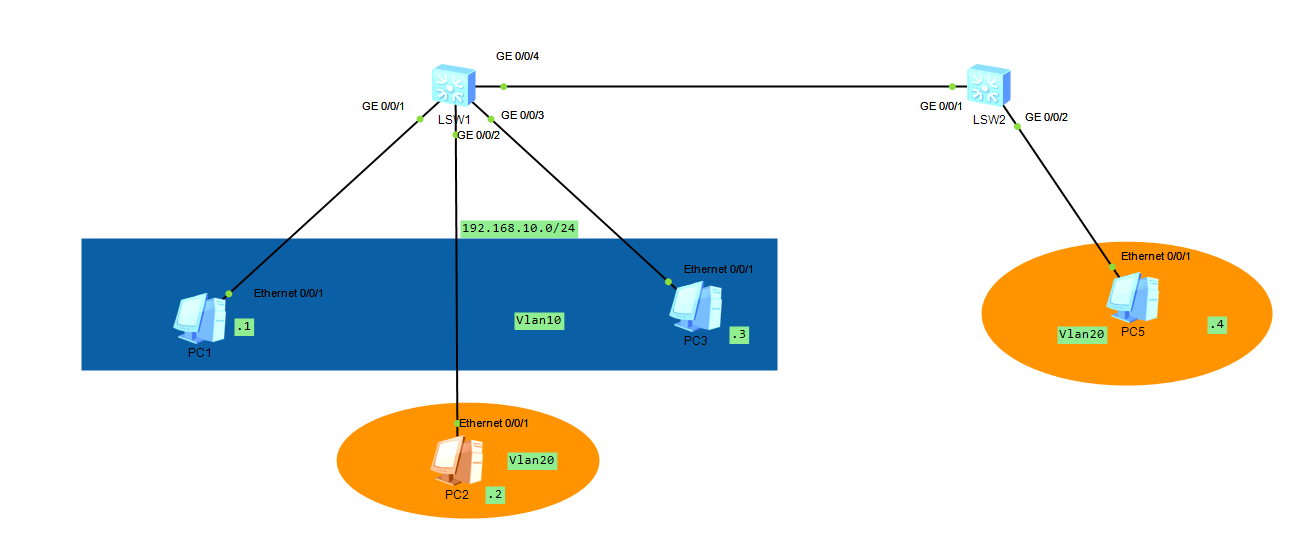 GE 0/0/4
GE 0/0/1
LSW1
GE 0/0/3
GE 0/0/2
GE 0/0/1
LSW2
GE 0/0/2
192.168.10.0/24
Ethernet 0/0/1
.1
PC1
Vlan10
Ethernet 0/0/1
.3
PC3
Ethernet 0/0/1
Vlan20
PC5
.4
Ethernet 0/0/1
Vlan20
PC2
.2